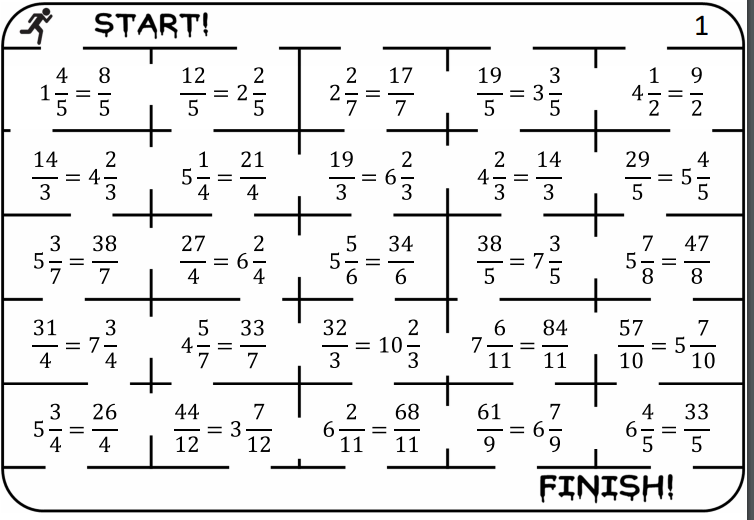 START! 1
1 4/5 = 8/5 12/5 = 2 2/5 2 2/7 = 17/7 19/5 = 3 3/5 4 1/2 = 9/2
14/3 = 4 2/3 5 1/4 = 21/4 19/3 = 6 2/3 4 2/3 = 14/3 29/5 = 5 4/5
5 3/7 = 38/7 27/4 = 6 2/4 5 5/6 = 34/6 38/5 = 7 3/5 5 7/8 = 47/8
31/4 = 7 3/4 4 5/7 = 33/7 32/3 = 10 2/3 7 6/11 = 84/11 57/10 = 5 7/10
5 3/4 = 26/4 44/12 = 3 7/12 6 2/11 = 68/11 61/9 = 6 7/9 6 4/5 = 33/5
FINISH!